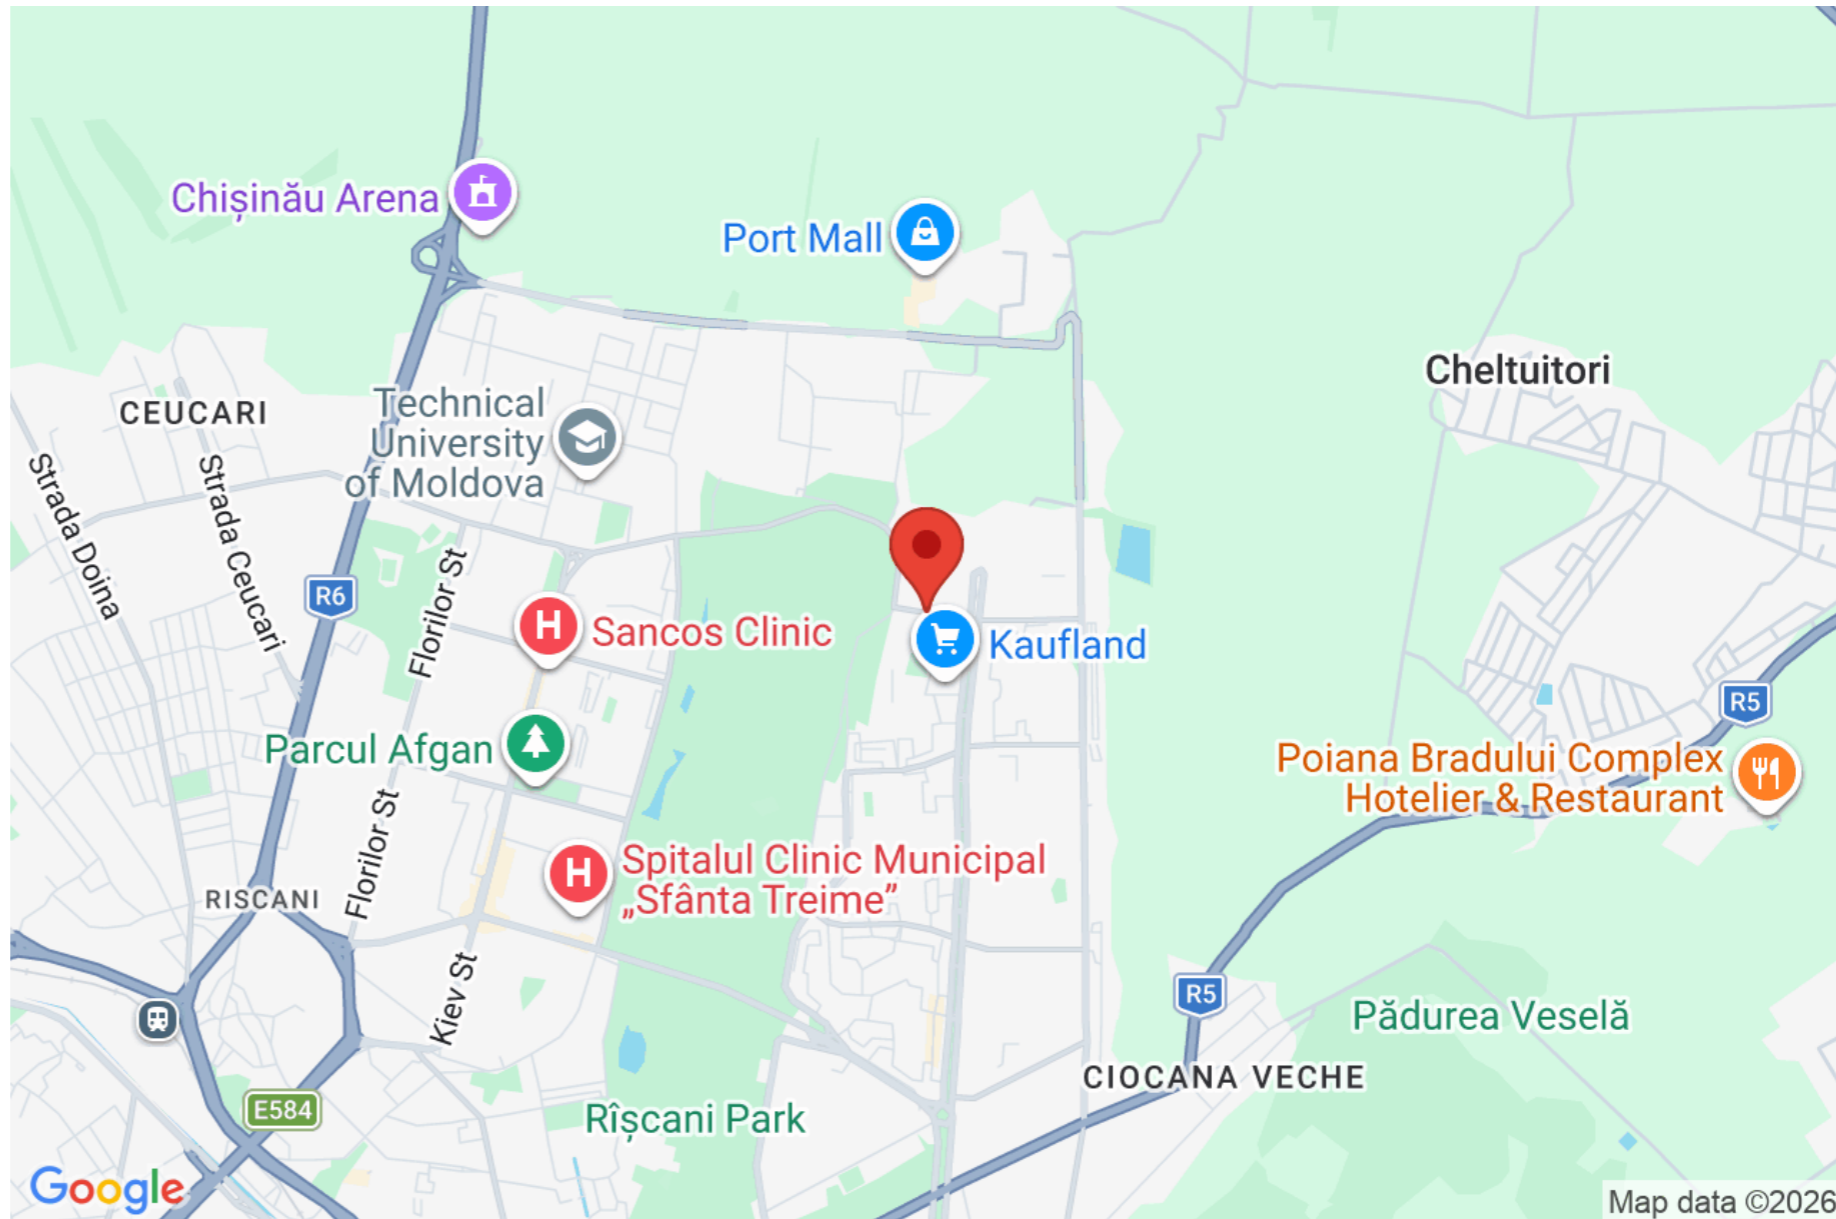 Chișinău Arena
Port Mall
Cheltuitori
CEUCARI
Technical
University
of Moldova
Strada Doina
Strada Ceucari
Florilor St
R6
Sancos Clinic
Kaufland
R5
Parcul Afgan
Poiana Bradului Complex
Hotelier & Restaurant
Florilor St
H
H
Spitalul Clinic Municipal
„Sfânta Treime”
RISCANI
Kiev St
R5
Pădurea Veselă
CIOCANA VECHE
E584
Rîșcani Park
Google
Map data ©2026